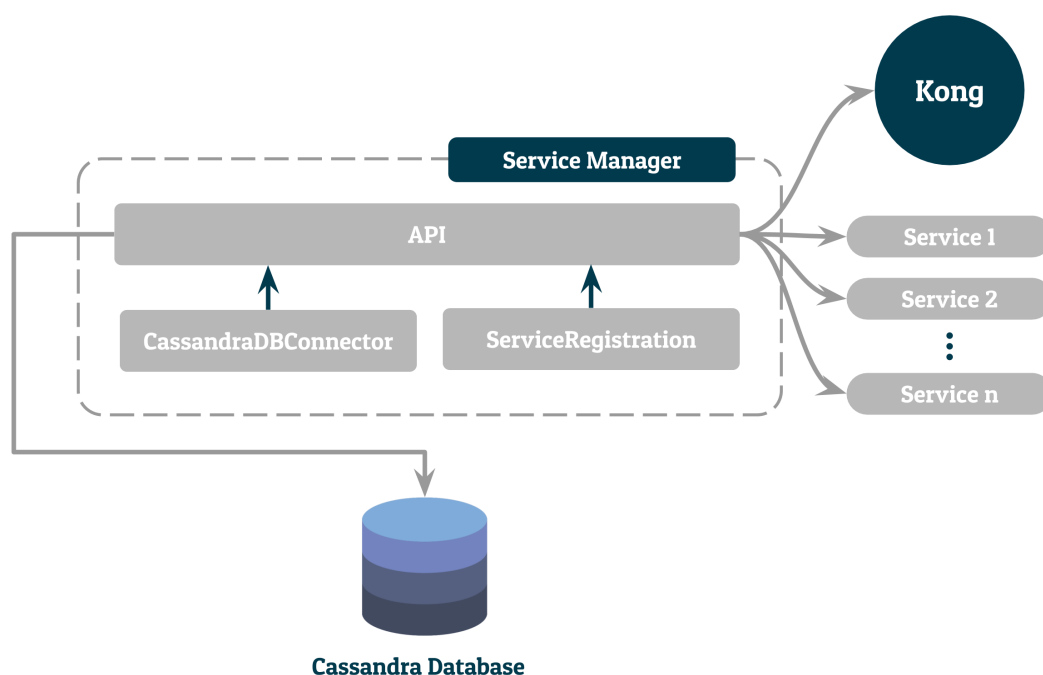 Kong
Service Manager
API
Service 1
Service 2
CassandraDBConnector
ServiceRegistration
Service n
Cassandra Database